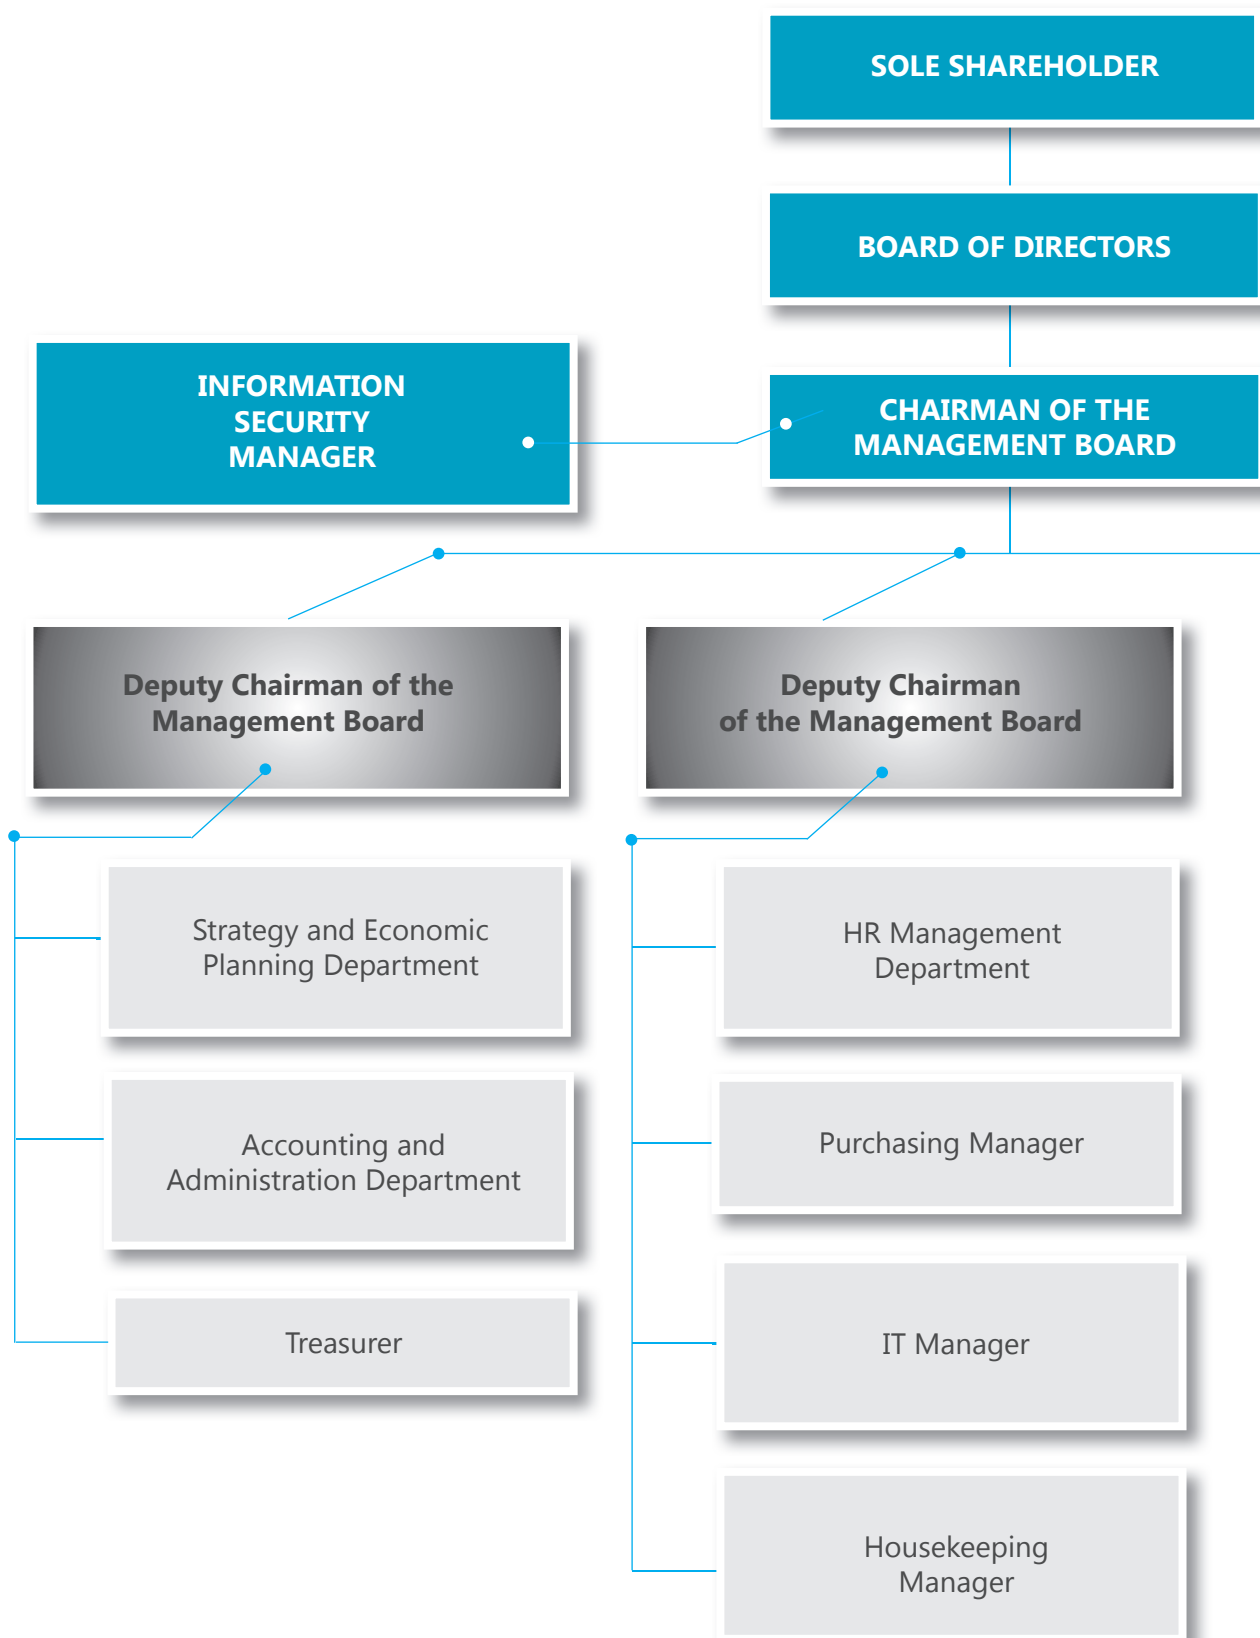 SOLE SHAREHOLDER
BOARD OF DIRECTORS
INFORMATION
SECURITY
MANAGER
CHAIRMAN OF THE
MANAGEMENT BOARD
Deputy Chairman of the
Management Board
Deputy Chairman
of the Management Board
Strategy and Economic
Planning Department
Accounting and
Administration Department
Treasurer
HR Management
Department
Purchasing Manager
IT Manager
Housekeeping
Manager